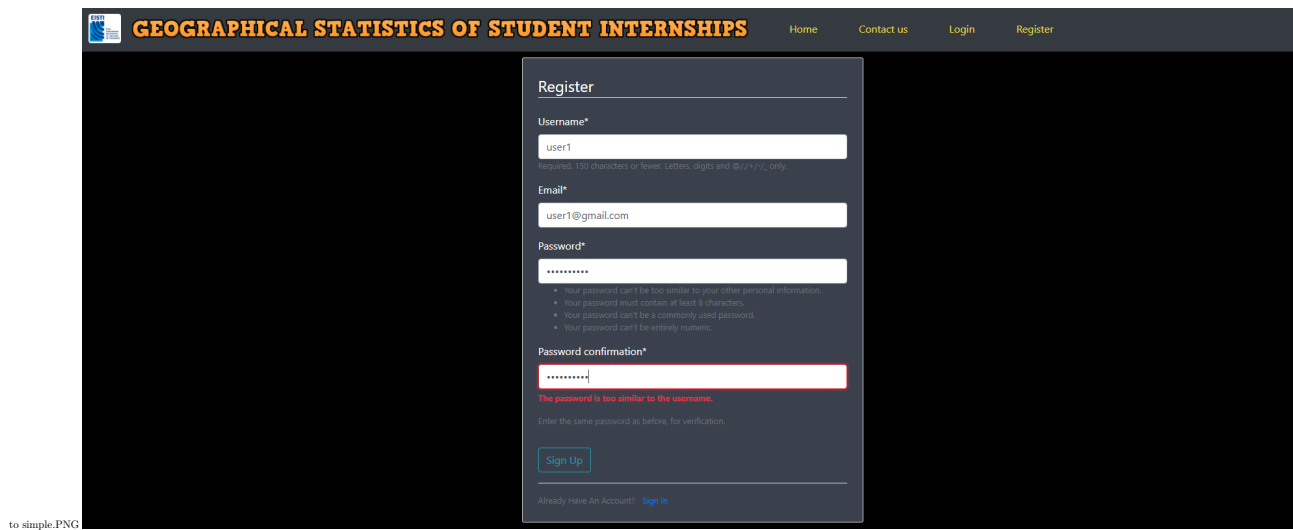 EISTI
GEOGRAPHICAL STATISTICS OF STUDENT INTERNSHIPS
Home
Contact us
Login
Register
Register
Username*
user1
Required. 150 characters or fewer. Letters, digits and @/./+/-/_ only.
Email*
user1@gmail.com
Password*
••••••••••
• Your password can't be too similar to your other personal information.
• Your password must contain at least 8 characters.
• Your password can't be a commonly used password.
• Your password can't be entirely numeric.
Password confirmation*
••••••••••
The password is too similar to the username.
Enter the same password as before, for verification.
Sign Up
Already Have An Account? Sign In
to simple.PNG